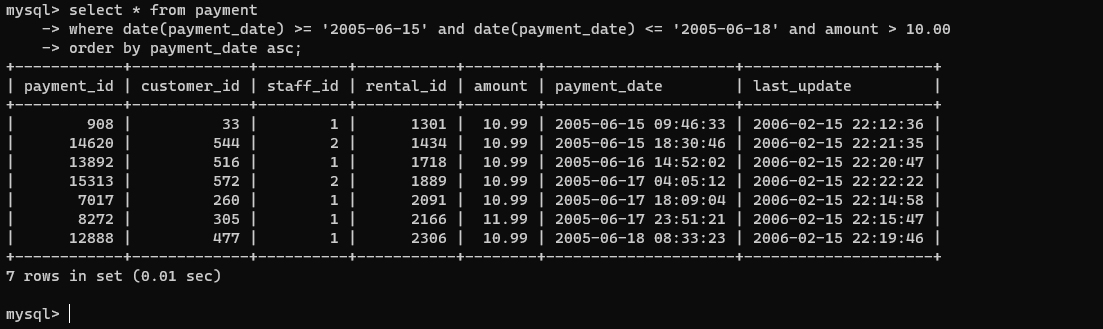 mysql> select * from payment
    -> where date(payment_date) >= '2005-06-15' and date(payment_date) <= '2005-06-18' and amount > 10.00
    -> order by payment_date asc;
+------------+-------------+----------+-----------+--------+---------------------+---------------------+
| payment_id | customer_id | staff_id | rental_id | amount | payment_date        | last_update         |
+------------+-------------+----------+-----------+--------+---------------------+---------------------+
|        908 |          33 |        1 |      1301 |  10.99 | 2005-06-15 09:46:33 | 2006-02-15 22:12:36 |
|      14620 |         544 |        2 |      1434 |  10.99 | 2005-06-15 18:30:46 | 2006-02-15 22:21:35 |
|      13892 |         516 |        1 |      1718 |  10.99 | 2005-06-16 14:52:02 | 2006-02-15 22:20:47 |
|      15313 |         572 |        2 |      1889 |  10.99 | 2005-06-17 04:05:12 | 2006-02-15 22:22:22 |
|       7017 |         260 |        1 |      2091 |  10.99 | 2005-06-17 18:09:04 | 2006-02-15 22:14:58 |
|       8272 |         305 |        1 |      2166 |  11.99 | 2005-06-17 23:51:21 | 2006-02-15 22:15:47 |
|      12888 |         477 |        1 |      2306 |  10.99 | 2005-06-18 08:33:23 | 2006-02-15 22:19:46 |
+------------+-------------+----------+-----------+--------+---------------------+---------------------+
7 rows in set (0.01 sec)

mysql>